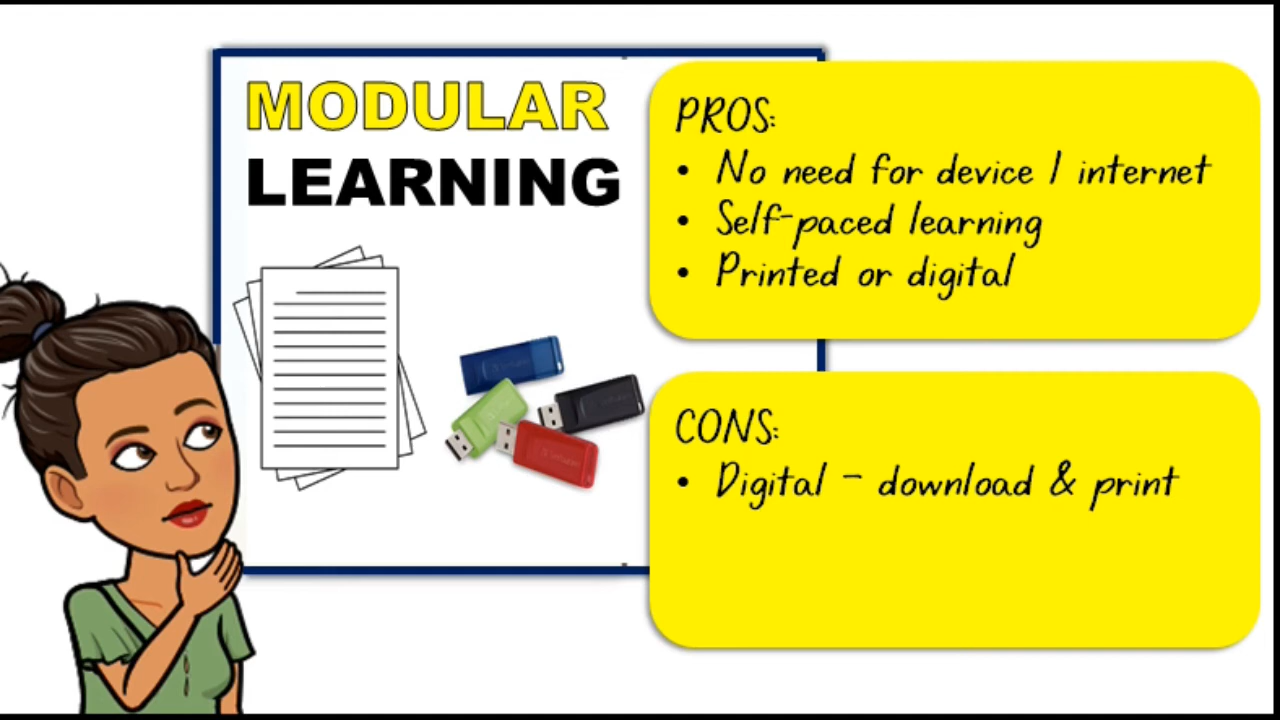 MODULAR
LEARNING
PROS:
• No need for device / internet
• Self-paced learning
• Printed or digital
CONS:
• Digital - download & print